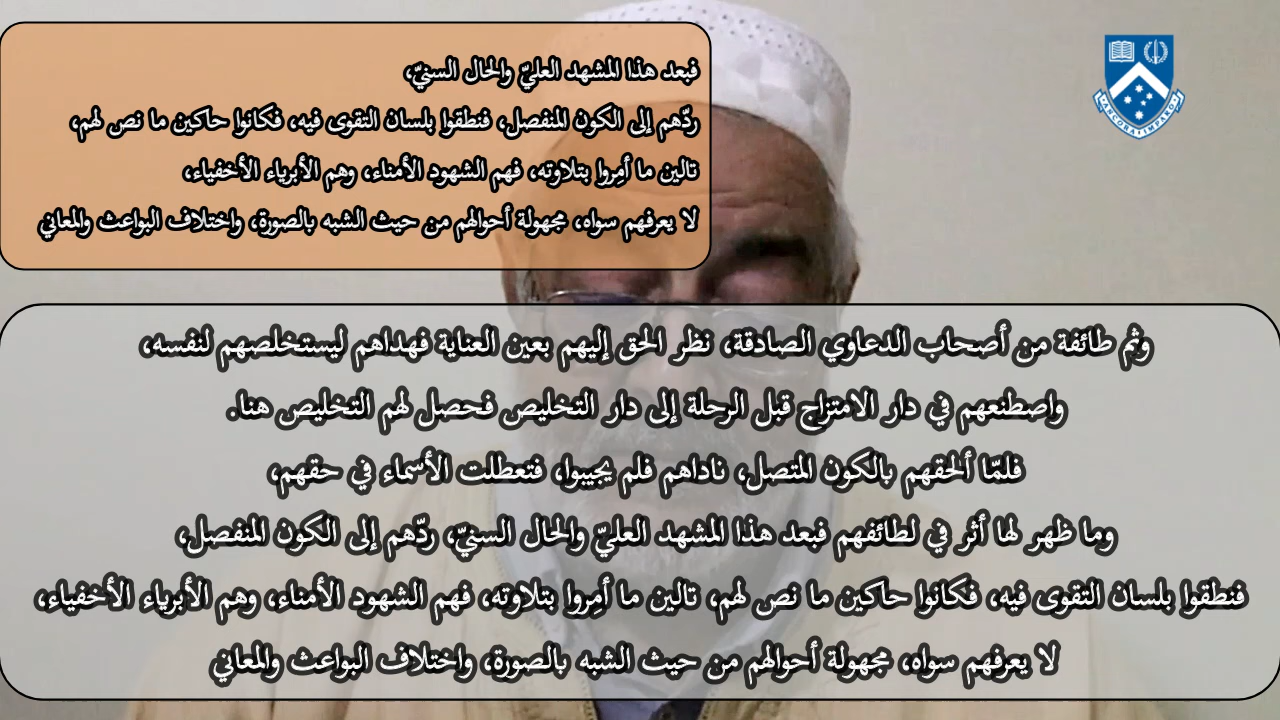 فبعد هذا المشهد العليّ والحال السنيّ،
ردّهم إلى الكون المنفصل، فنطقوا بلسان التقوى فيه، فكانوا حاكين ما نص لهم،
تالين ما أُمِروا بتلاوته، فهم الشهود الأمناء، وهم الأبرياء الأخفياء،
لا يعرفهم سواه، مجهولة أحوالهم من حيث الشبه بالصورة، واختلاف البواعث والمعاني
وثم طائفة من أصحاب الدعاوي الصادقة، نظر الحق إليهم بعين العناية فهداهم ليستخلصهم لنفسه،
واصطنعهم في دار الامتزاج قبل الرحلة إلى دار التخليص فحصل لهم التخليص هنا.
فلمّا ألحقهم بالكون المتصل، ناداهم فلم يجيبوا، فتعطلت الأسماء في حقهم،
وما ظهر لها أثر في لطائفهم فبعد هذا المشهد العليّ والحال السنيّ، ردّهم إلى الكون المنفصل،
فنطقوا بلسان التقوى فيه، فكانوا حاكين ما نص لهم، تالين ما أُمِروا بتلاوته، فهم الشهود الأمناء، وهم الأبرياء الأخفياء،
لا يعرفهم سواه، مجهولة أحوالهم من حيث الشبه بالصورة، واختلاف البواعث والمعاني